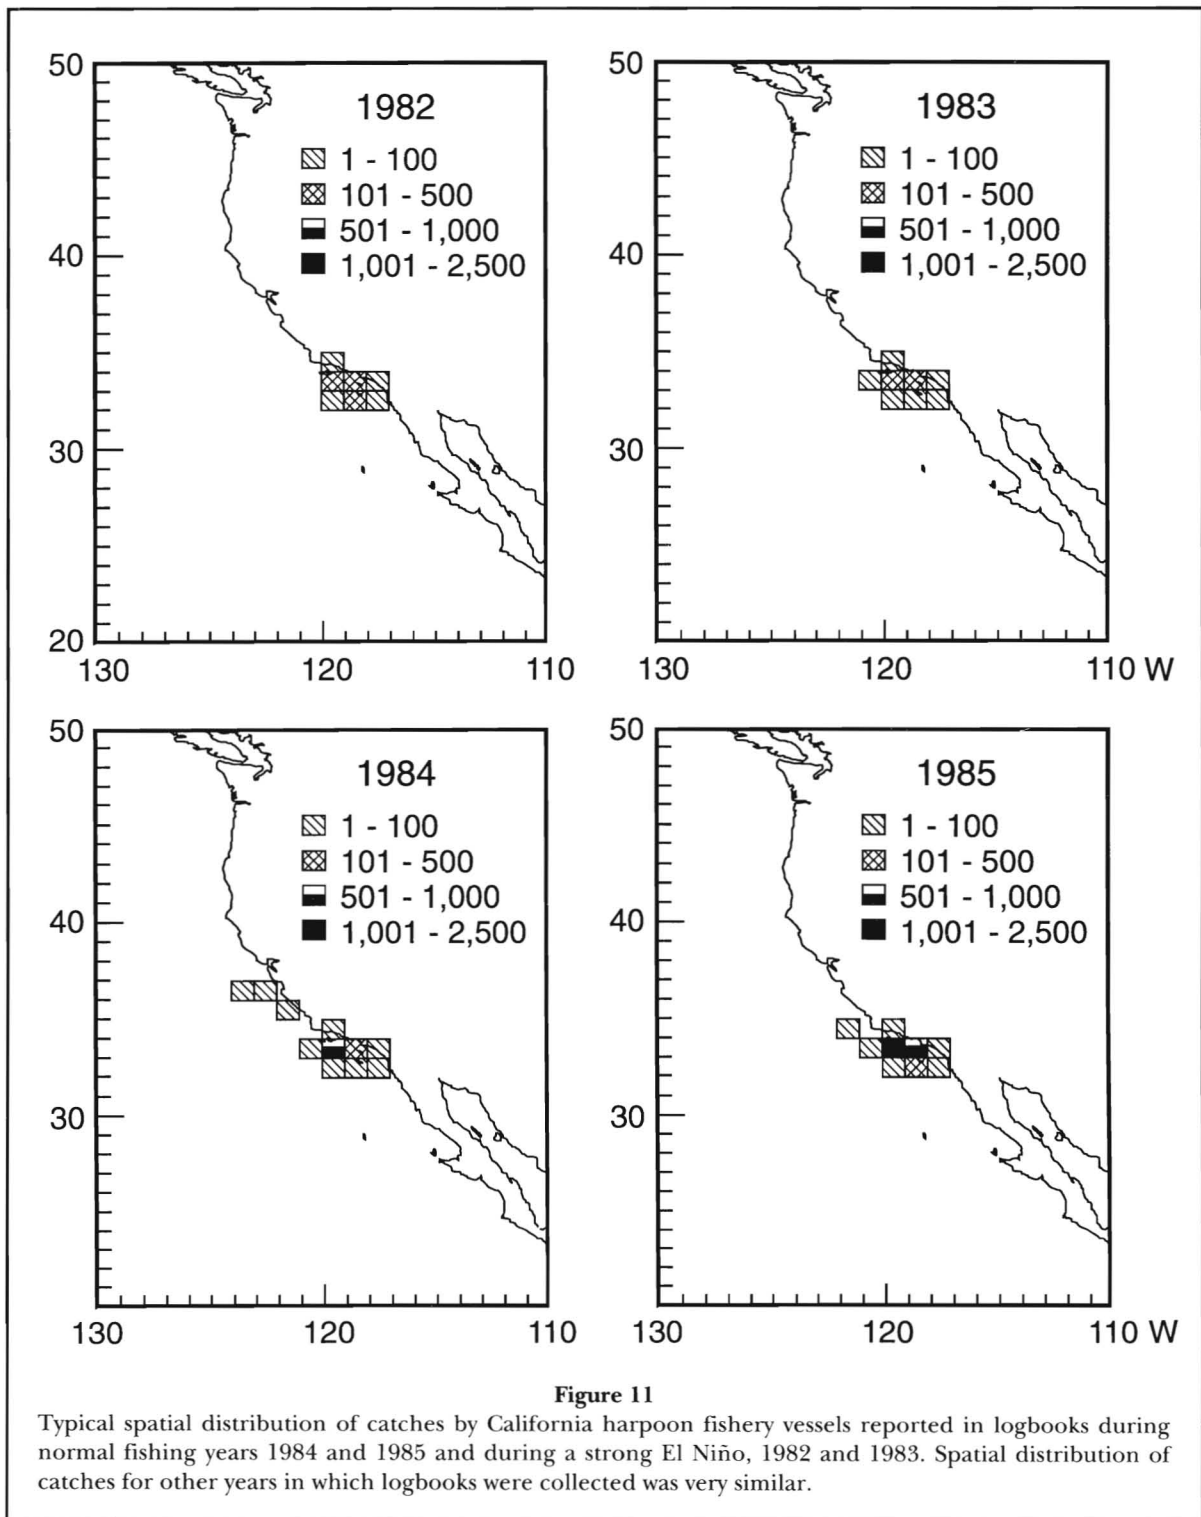 50
40
30
20
130
120
110
1982
1 - 100
101 - 500
501 - 1,000
1,001 - 2,500
50
40
30
130
120
110 W
1983
1 - 100
101 - 500
501 - 1,000
1,001 - 2,500
50
40
30
130
120
110
1984
1 - 100
101 - 500
501 - 1,000
1,001 - 2,500
50
40
30
130
120
110 W
1985
1 - 100
101 - 500
501 - 1,000
1,001 - 2,500
Figure 11
Typical spatial distribution of catches by California harpoon fishery vessels reported in logbooks during
normal fishing years 1984 and 1985 and during a strong El Niño, 1982 and 1983. Spatial distribution of
catches for other years in which logbooks were collected was very similar.